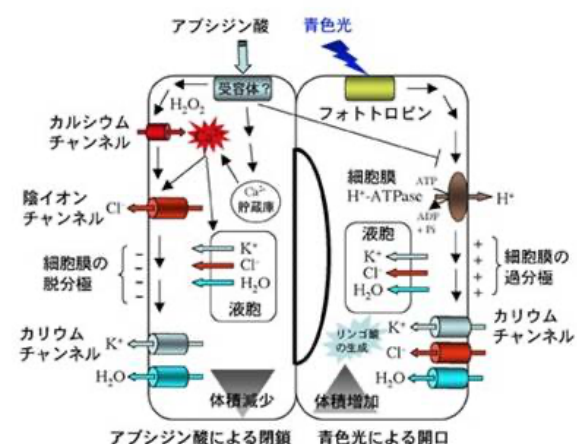 アブシジン酸
青色光
受容体?
フォトトロピン
H₂O₂
カルシウム
チャンネル
Ca²⁺
貯蔵庫
陰イオン
チャンネル
Cl⁻
細胞膜の
脱分極
K⁺
Cl⁻
H₂O
液胞
カリウム
チャンネル
K⁺
H₂O
体積減少
アブシジン酸による閉鎖
細胞膜
H⁺-ATPase
ATP
ADP
+ Pi
H⁺
液胞
K⁺
Cl⁻
H₂O
細胞膜の
過分極
リンゴ酸
の生成
K⁺
Cl⁻
H₂O
カリウム
チャンネル
体積増加
青色光による開口